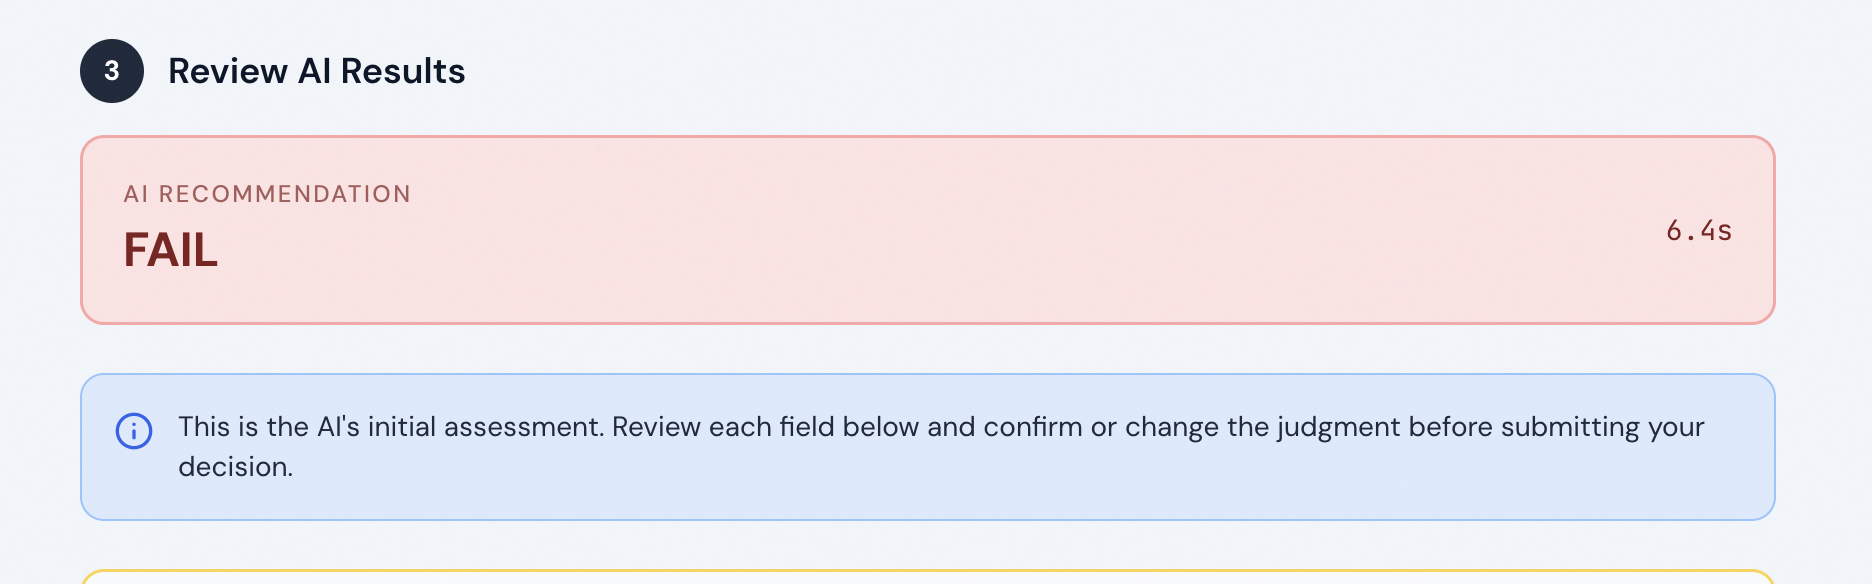 3
Review AI Results
AI RECOMMENDATION
FAIL
6.4s
This is the AI's initial assessment. Review each field below and confirm or change the judgment before submitting your
decision.